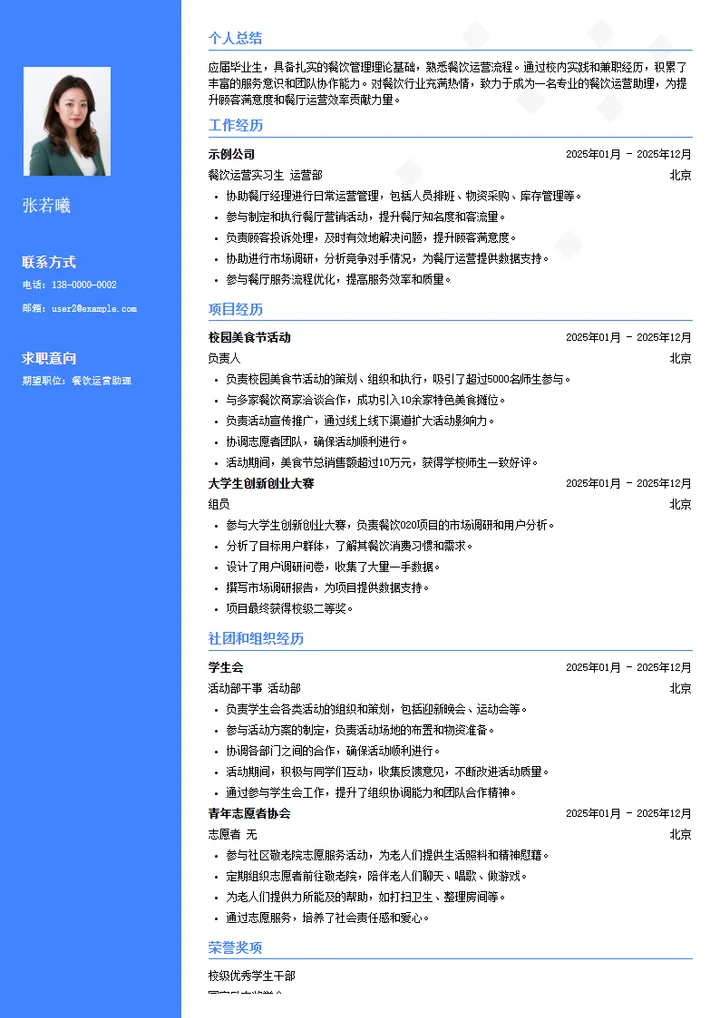 张若曦
联系方式
电话：138-0000-0002
邮箱：user2@example.com
求职意向
期望职位：餐饮运营助理
个人总结
应届毕业生，具备扎实的餐饮管理理论基础，熟悉餐饮运营流程。通过校内实践和兼职经历，积累了
丰富的服务意识和团队协作能力。对餐饮行业充满热情，致力于成为一名专业的餐饮运营助理，为提
升顾客满意度和餐厅运营效率贡献力量。
工作经历
示例公司 2025年01月 - 2025年12月
餐饮运营实习生 运营部 北京
• 协助餐厅经理进行日常运营管理，包括人员排班、物资采购、库存管理等。
• 参与制定和执行餐厅营销活动，提升餐厅知名度和客流量。
• 负责顾客投诉处理，及时有效地解决问题，提升顾客满意度。
• 协助进行市场调研，分析竞争对手情况，为餐厅运营提供数据支持。
• 参与餐厅服务流程优化，提高服务效率和质量。
项目经历
校园美食节活动 2025年01月 - 2025年12月
负责人 北京
• 负责校园美食节活动的策划、组织和执行，吸引了超过5000名师生参与。
• 与多家餐饮商家洽谈合作，成功引入10余家特色美食摊位。
• 负责活动宣传推广，通过线上线下渠道扩大活动影响力。
• 协调志愿者团队，确保活动顺利进行。
• 活动期间，美食节总销售额超过10万元，获得学校师生一致好评。
大学生创新创业大赛 2025年01月 - 2025年12月
组员 北京
• 参与大学生创新创业大赛，负责餐饮O2O项目的市场调研和用户分析。
• 分析了目标用户群体，了解其餐饮消费习惯和需求。
• 设计了用户调研问卷，收集了大量一手数据。
• 撰写市场调研报告，为项目提供数据支持。
• 项目最终获得校级二等奖。
社团和组织经历
学生会 2025年01月 - 2025年12月
活动部干事 活动部 北京
• 负责学生会各类活动的组织和策划，包括迎新晚会、运动会等。
• 参与活动方案的制定，负责活动场地的布置和物资准备。
• 协调各部门之间的合作，确保活动顺利进行。
• 活动期间，积极与同学们互动，收集反馈意见，不断改进活动质量。
• 通过参与学生会工作，提升了组织协调能力和团队合作精神。
青年志愿者协会 2025年01月 - 2025年12月
志愿者 无 北京
• 参与社区敬老院志愿服务活动，为老人们提供生活照料和精神慰藉。
• 定期组织志愿者前往敬老院，陪伴老人们聊天、唱歌、做游戏。
• 为老人们提供力所能及的帮助，如打扫卫生、整理房间等。
• 通过志愿服务，培养了社会责任感和爱心。
荣誉奖项
校级优秀学生干部